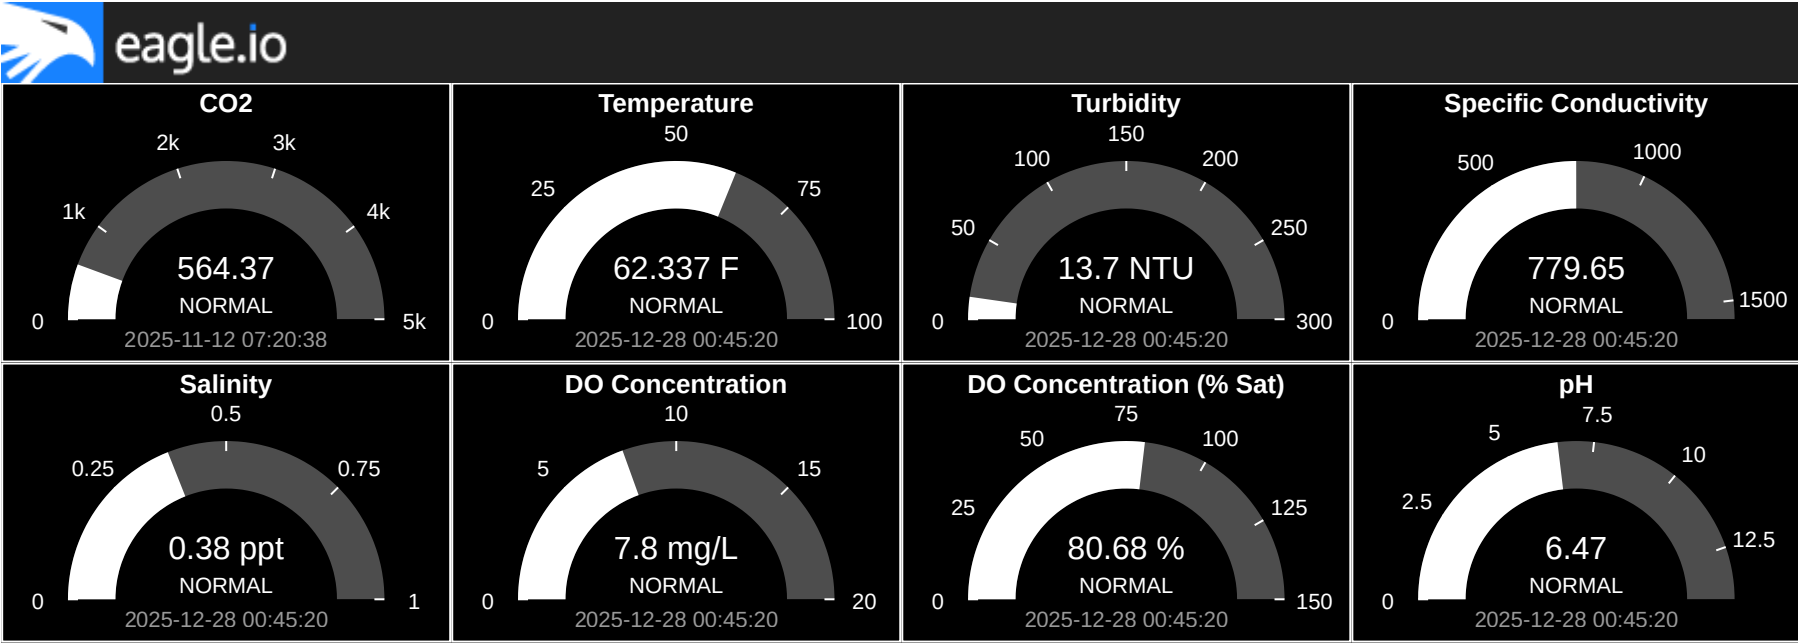 eagle.io
CO2
2k
3k
1k
4k
564.37
NORMAL
0
5k
2025-11-12 07:20:38
Temperature
50
25
75
62.337 F
NORMAL
0
100
2025-12-28 00:45:20
Turbidity
150
100
200
50
250
13.7 NTU
NORMAL
0
300
2025-12-28 00:45:20
Specific Conductivity
500
1000
779.65
NORMAL
1500
0
2025-12-28 00:45:20
Salinity
0.5
0.25
0.75
0.38 ppt
NORMAL
0
1
2025-12-28 00:45:20
DO Concentration
10
5
15
7.8 mg/L
NORMAL
0
20
2025-12-28 00:45:20
DO Concentration (% Sat)
75
50
100
25
125
80.68 %
NORMAL
0
150
2025-12-28 00:45:20
pH
7.5
5
10
2.5
12.5
6.47
NORMAL
0
2025-12-28 00:45:20